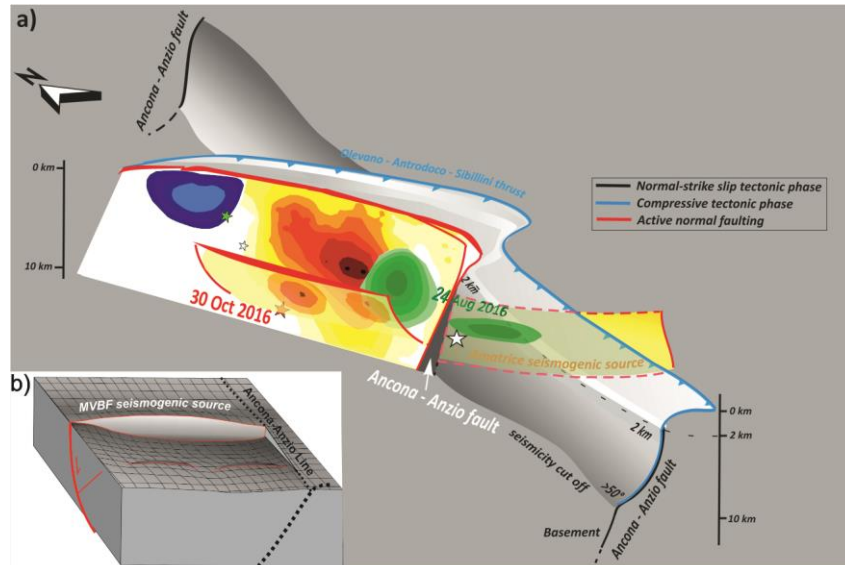 a)
N
Ancona - Anzio fault
0 km
10 km
Olevano - Antrodoco - Sibillini thrust
Normal-strike slip tectonic phase
Compressive tectonic phase
Active normal faulting
2 km
24 Aug 2016
30 Oct 2016
Amatrice seismogenic source
Ancona - Anzio fault
0 km
2 km
2 km
seismicity cut off
>50°
Ancona - Anzio fault
10 km
Basement
b)
MVBF seismogenic source
Ancona-Anzio Line